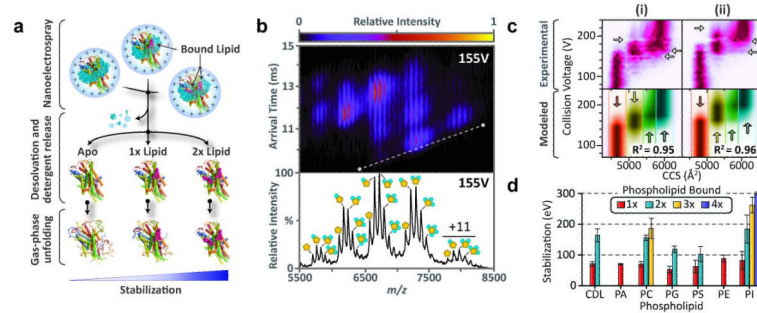 a
Nanoelectrospray
Bound Lipid
Desolvation and
detergent release
Apo
1x Lipid
2x Lipid
Gas-phase
unfolding
Stabilization
b
Relative Intensity
0
1
Arrival Time (ms)
15
13
11
10
155V
Relative Intensity
100
%
0
155V
+11
5500
6500
7500
8500
m/z
c
(i)
(ii)
Experimental
Modeled
Collision Voltage
(V)
200
100
200
100
R² = 0.95
R² = 0.96
5000
6000
5000
6000
CCS (Å²)
d
Phospholipid Bound
1x
2x
3x
4x
Stabilization (eV)
300
200
100
0
CDL
PA
PC
PG
PS
PE
PI
Phospholipid